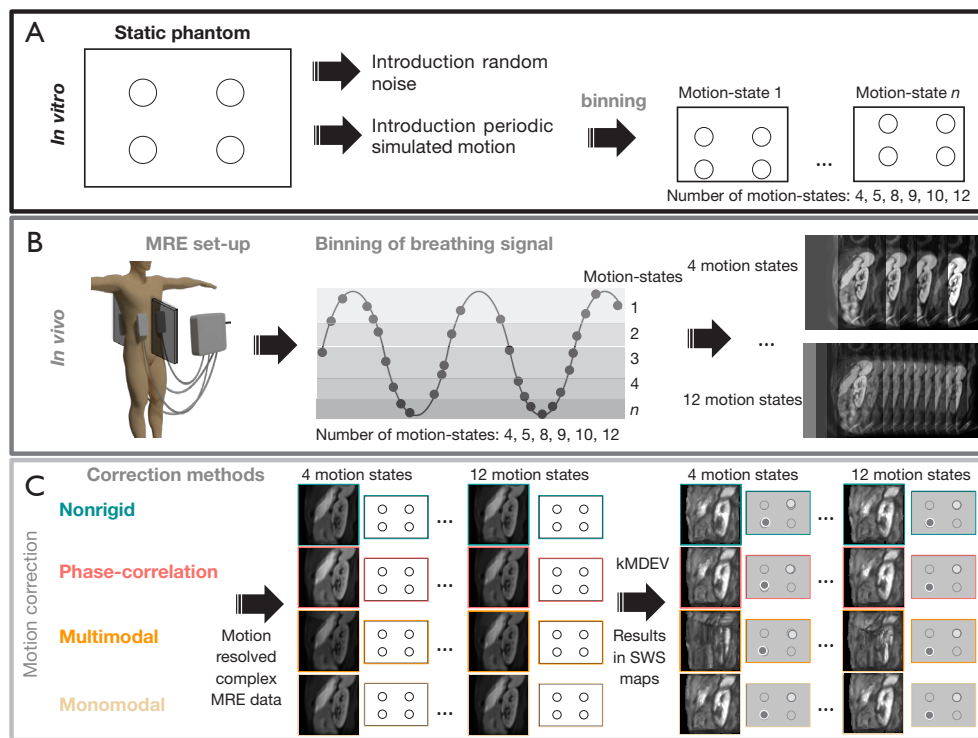 A
Static phantom
In vitro
Introduction random
noise
Introduction periodic
simulated motion
binning
Motion-state 1
...
Motion-state n
Number of motion-states: 4, 5, 8, 9, 10, 12
B
In vivo
MRE set-up
Binning of breathing signal
Motion-states
1
2
3
4
n
Number of motion-states: 4, 5, 8, 9, 10, 12
4 motion states
...
12 motion states
C
Motion correction
Correction methods
Nonrigid
Phase-correlation
Multimodal
Monomodal
Motion
resolved
complex
MRE data
4 motion states
12 motion states
...
...
...
...
kMDEV
Results
in SWS
maps
4 motion states
12 motion states
...
...
...
...